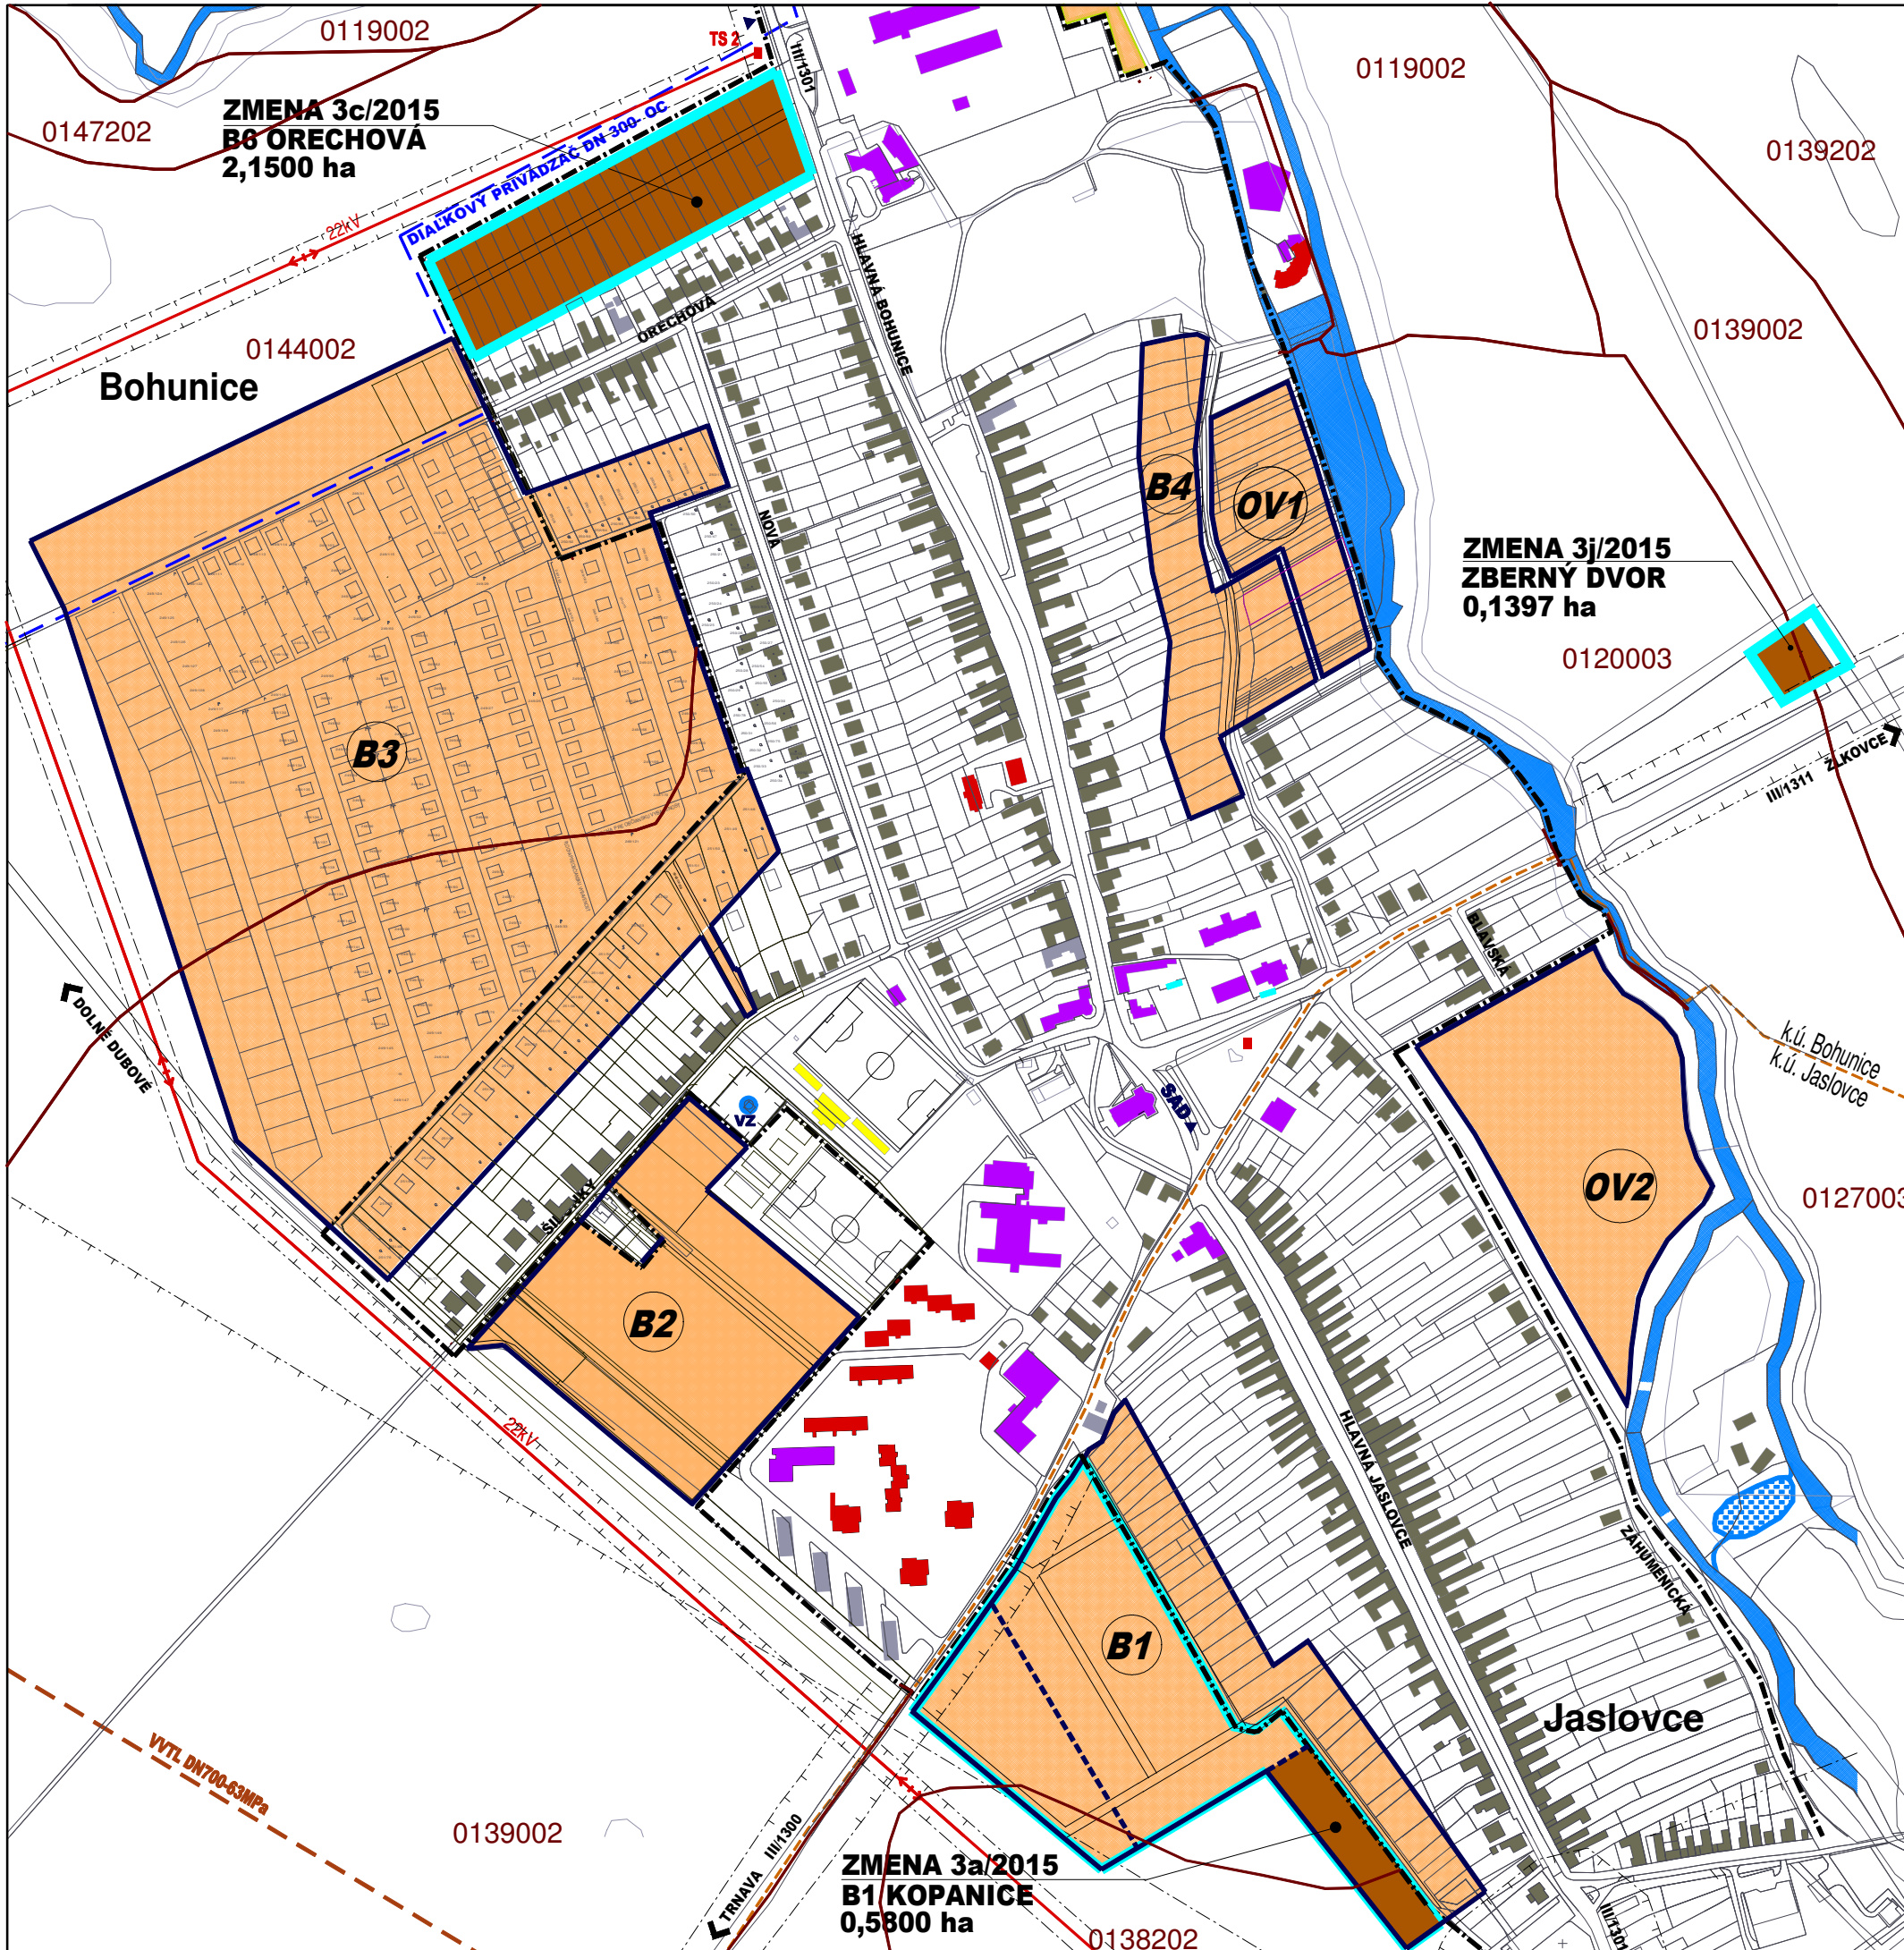 0119002
TS 2
III/1301
0119002
0147202
ZMENA 3c/2015
B6 ORECHOVÁ
2,1500 ha
0139202
DIAĽKOVÝ PRIVÁDZAČ DN 300- OC
22kV
HLAVNÁ BOHUNICE
ORECHOVÁ
0144002
0139002
Bohunice
B4
OV1
NOVÁ
ZMENA 3j/2015
ZBERNÝ DVOR
0,1397 ha
0120003
B3
III/1311 ŽLKOVCE
BLAVSKÁ
DOLNÉ DUBOVÉ
k.ú. Bohunice
k.ú. Jaslovce
SAD
VZ
OV2
0127003
B2
22kV
HLAVNÁ JASLOVCE
ZÁHUMENICKÁ
B1
Jaslovce
VVTL DN700-63MPa
0139002
TRNAVA III/1300
ZMENA 3a/2015
B1 KOPANICE
0,5800 ha
0138202
III/1301